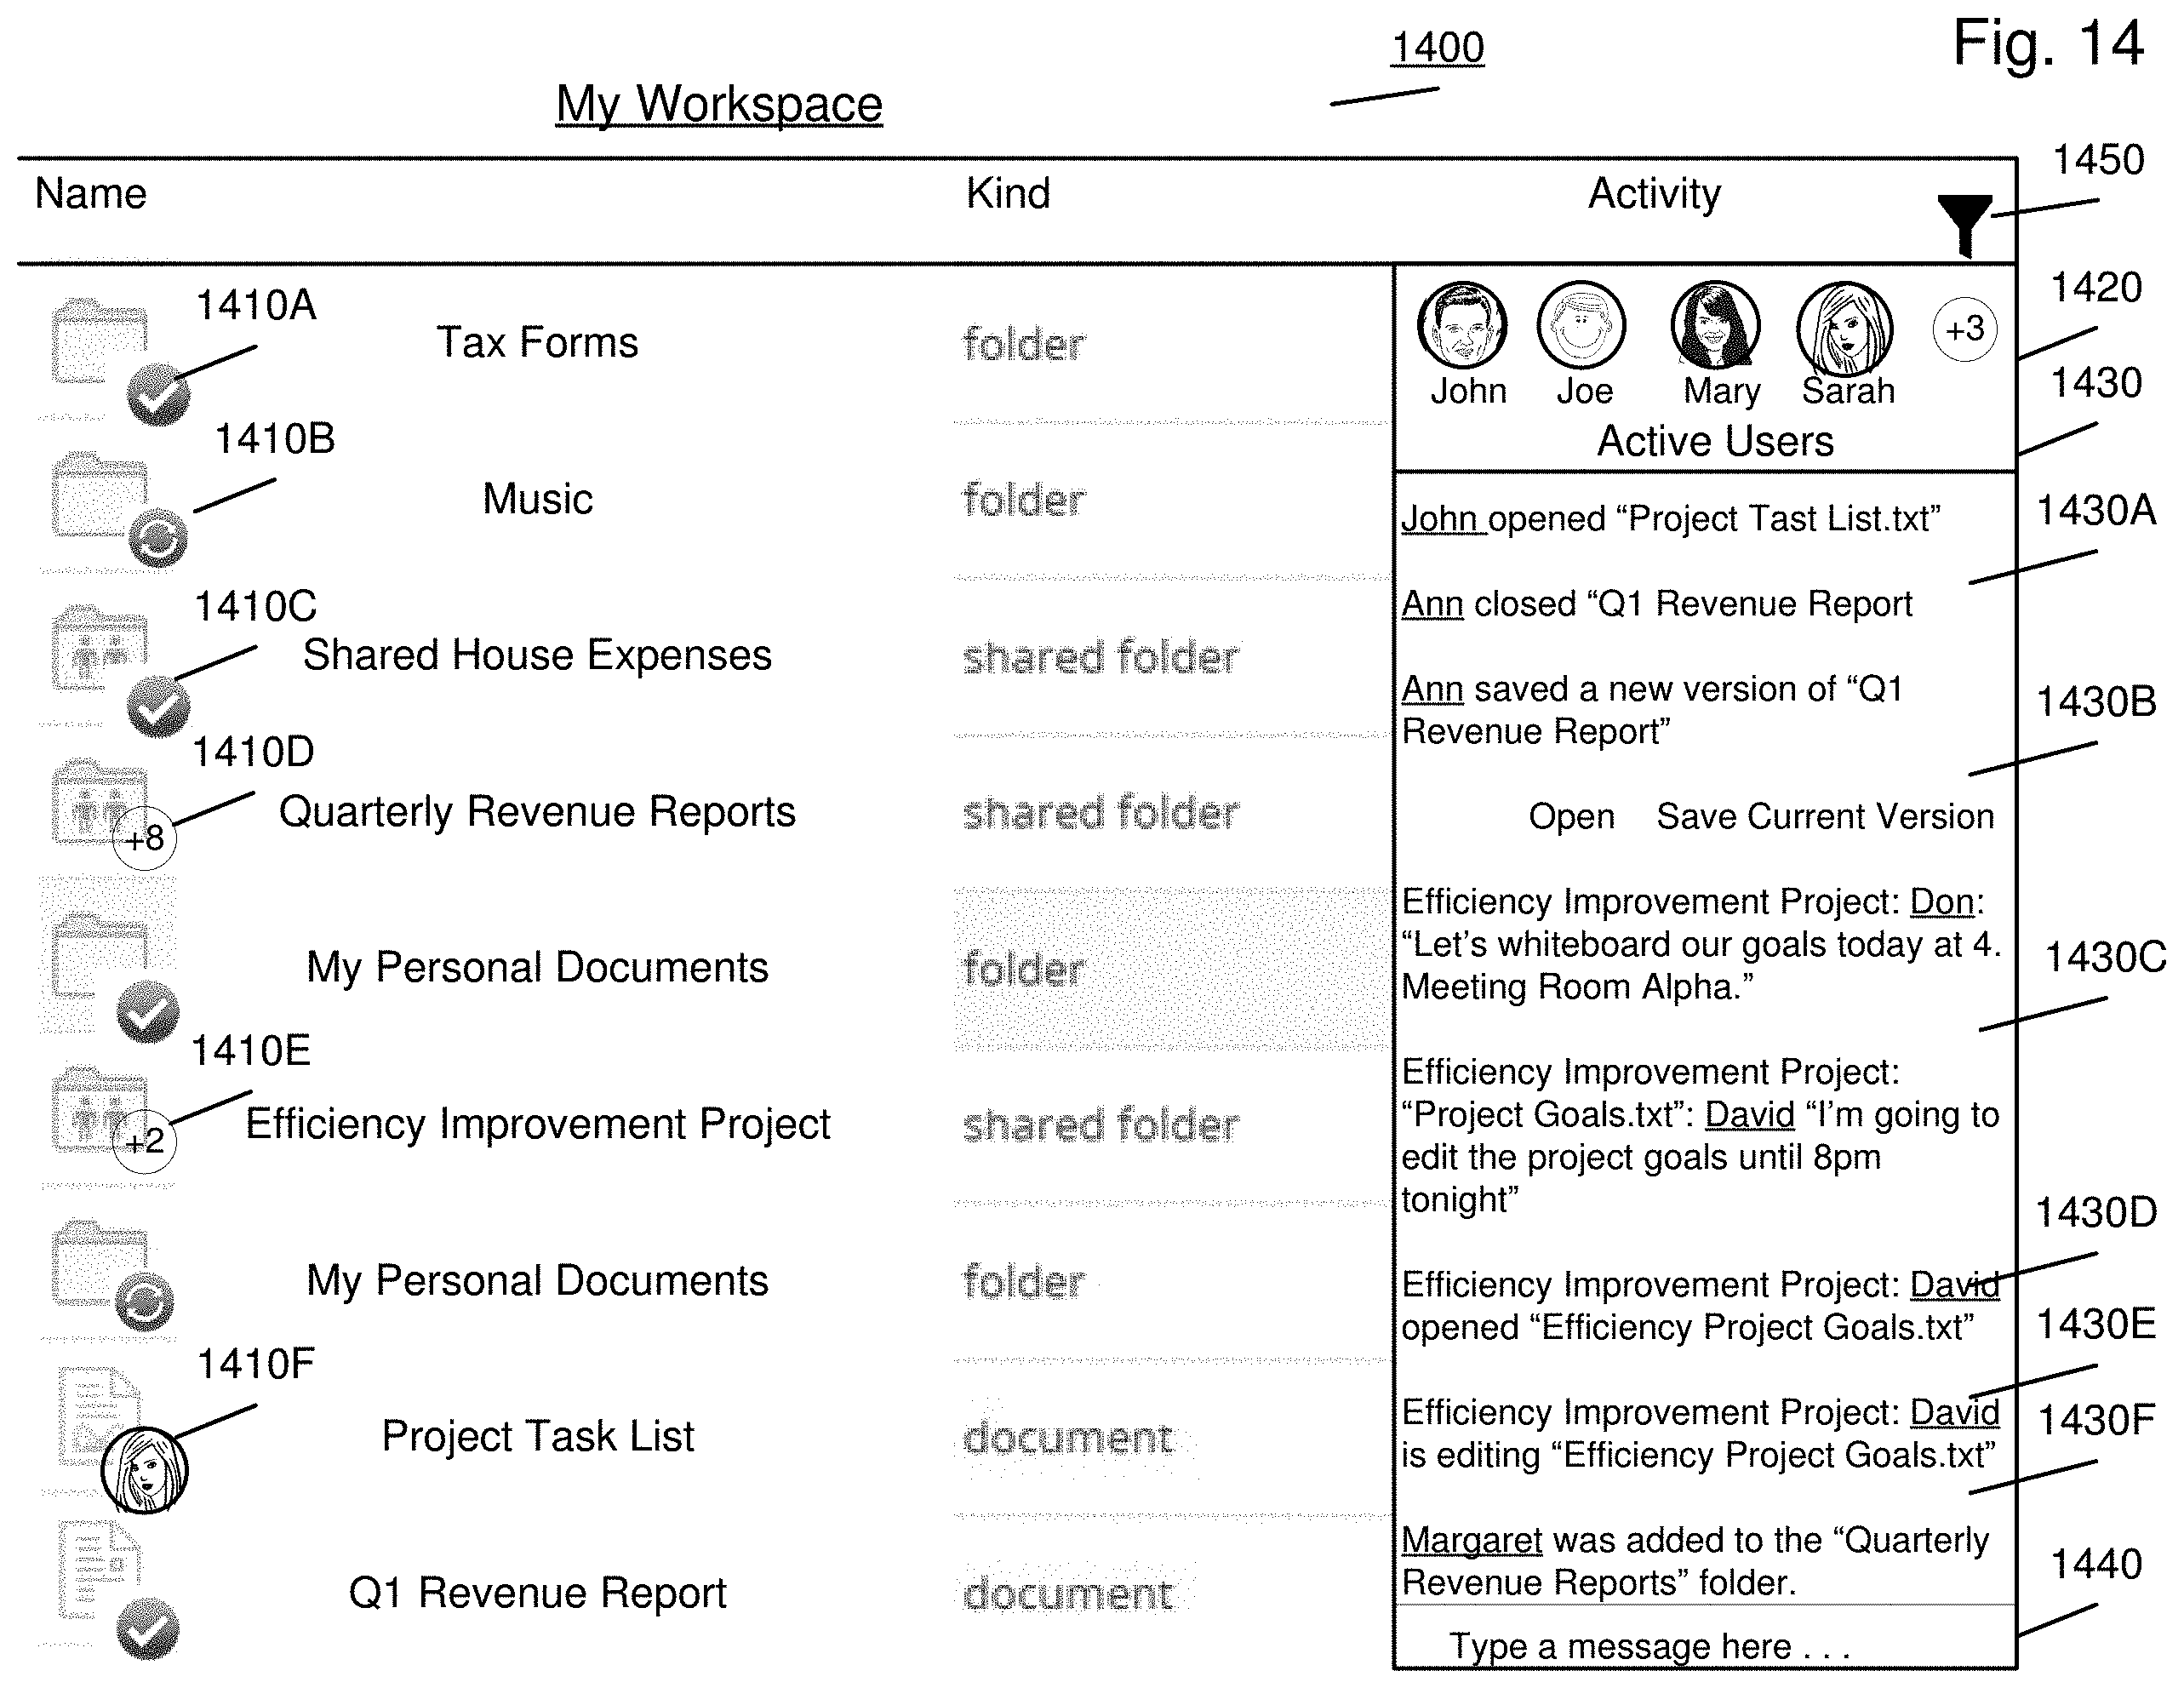 Fig. 14
1400
My Workspace
1450
Name Kind Activity
1410A
Tax Forms folder
John Joe Mary Sarah +3
Active Users
1420
1430
1410B
Music folder
John opened “Project Tast List.txt”
1430A
Ann closed “Q1 Revenue Report
1410C
Shared House Expenses shared folder
Ann saved a new version of “Q1
Revenue Report”
1430B
1410D
+8
Quarterly Revenue Reports shared folder
Open Save Current Version
My Personal Documents folder
Efficiency Improvement Project: Don:
“Let’s whiteboard our goals today at 4.
Meeting Room Alpha.”
1430C
1410E
+2
Efficiency Improvement Project shared folder
Efficiency Improvement Project:
“Project Goals.txt”: David “I’m going to
edit the project goals until 8pm
tonight”
1430D
My Personal Documents folder
Efficiency Improvement Project: David
opened “Efficiency Project Goals.txt”
1430E
1410F
Project Task List document
Efficiency Improvement Project: David
is editing “Efficiency Project Goals.txt”
1430F
Q1 Revenue Report document
Margaret was added to the “Quarterly
Revenue Reports” folder.
1440
Type a message here . . .